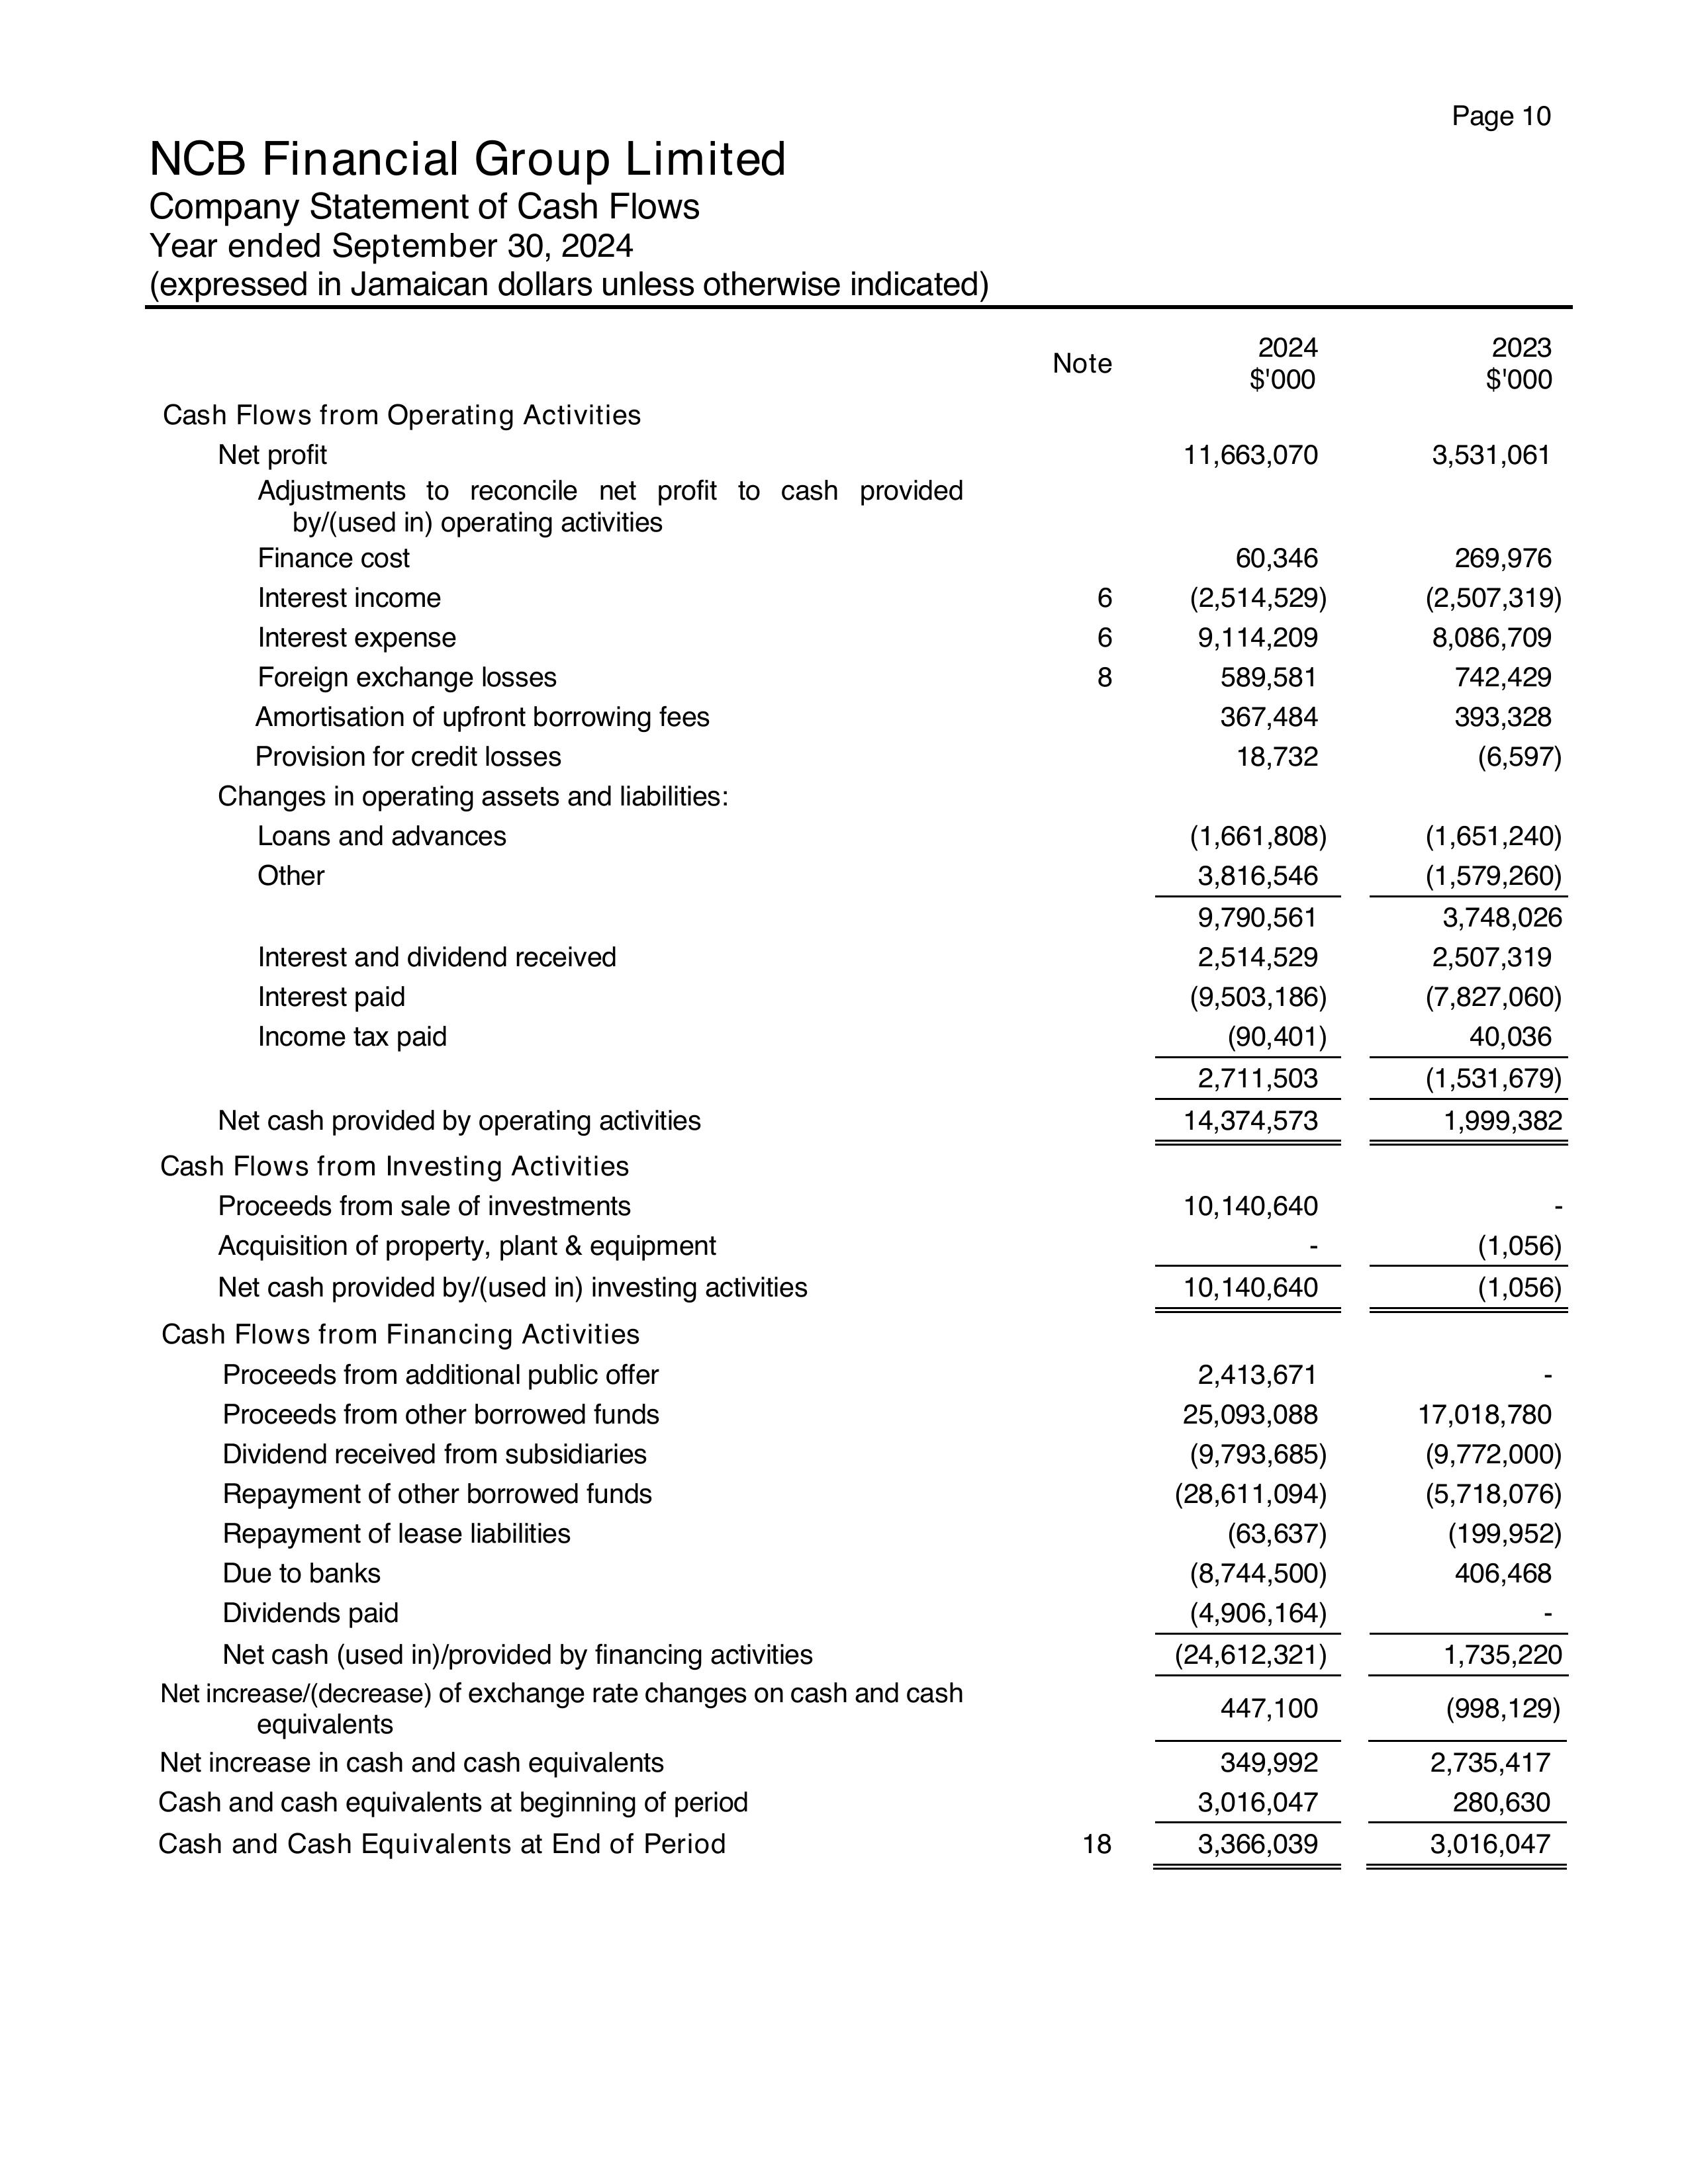 Page 10
NCB Financial Group Limited
Company Statement of Cash Flows
Year ended September 30, 2024
(expressed in Jamaican dollars unless otherwise indicated)
Note 2024 2023
$'000 $'000
Cash Flows from Operating Activities
Net profit 11,663,070 3,531,061
Adjustments to reconcile net profit to cash provided
by/(used in) operating activities
Finance cost 60,346 269,976
Interest income 6 (2,514,529) (2,507,319)
Interest expense 6 9,114,209 8,086,709
Foreign exchange losses 8 589,581 742,429
Amortisation of upfront borrowing fees 367,484 393,328
Provision for credit losses 18,732 (6,597)
Changes in operating assets and liabilities:
Loans and advances (1,661,808) (1,651,240)
Other 3,816,546 (1,579,260)
9,790,561 3,748,026
Interest and dividend received 2,514,529 2,507,319
Interest paid (9,503,186) (7,827,060)
Income tax paid (90,401) 40,036
2,711,503 (1,531,679)
Net cash provided by operating activities 14,374,573 1,999,382
Cash Flows from Investing Activities
Proceeds from sale of investments 10,140,640 -
Acquisition of property, plant & equipment - (1,056)
Net cash provided by/(used in) investing activities 10,140,640 (1,056)
Cash Flows from Financing Activities
Proceeds from additional public offer 2,413,671 -
Proceeds from other borrowed funds 25,093,088 17,018,780
Dividend received from subsidiaries (9,793,685) (9,772,000)
Repayment of other borrowed funds (28,611,094) (5,718,076)
Repayment of lease liabilities (63,637) (199,952)
Due to banks (8,744,500) 406,468
Dividends paid (4,906,164) -
Net cash (used in)/provided by financing activities (24,612,321) 1,735,220
Net increase/(decrease) of exchange rate changes on cash and cash
equivalents 447,100 (998,129)
Net increase in cash and cash equivalents 349,992 2,735,417
Cash and cash equivalents at beginning of period 3,016,047 280,630
Cash and Cash Equivalents at End of Period 18 3,366,039 3,016,047